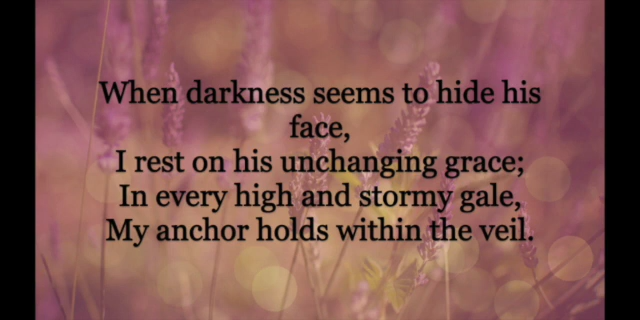 When darkness seems to hide his
face,
I rest on his unchanging grace;
In every high and stormy gale,
My anchor holds within the veil.